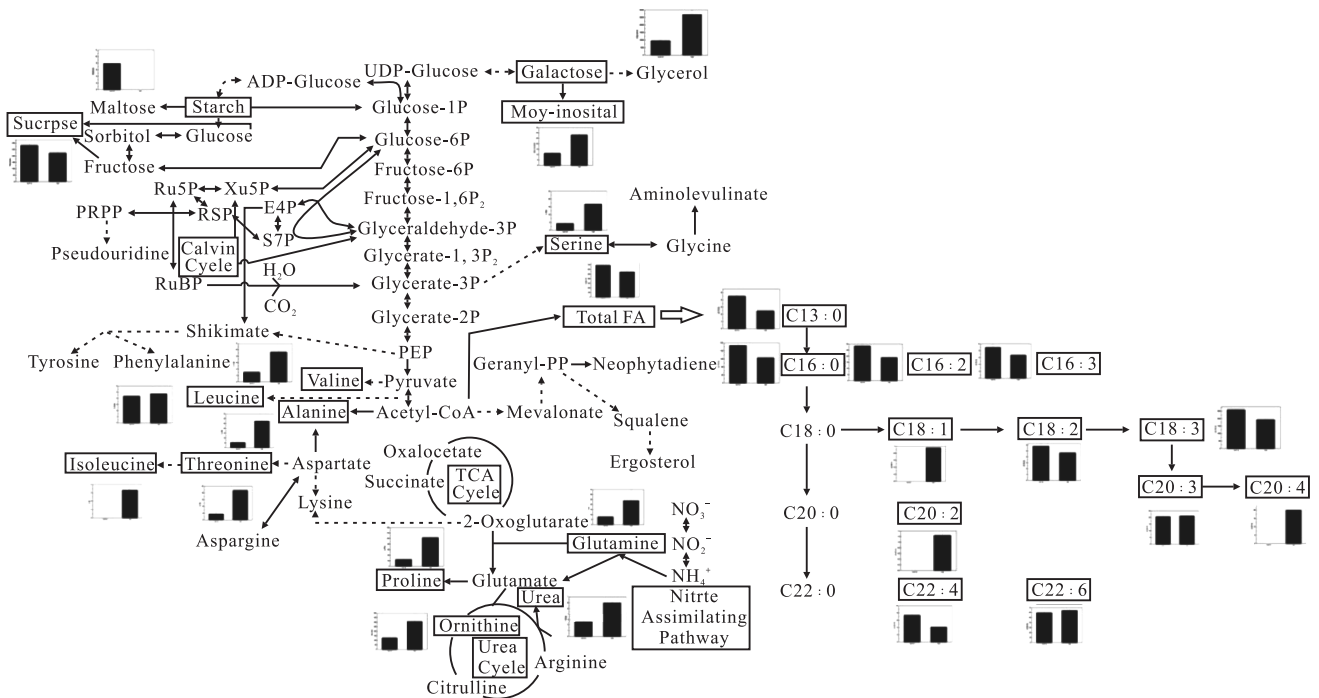 UDP-Glucose
Galactose
Glycerol
ADP-Glucose
Maltose
Starch
Glucose-1P
Moy-inosital
Sucrpse
Sorbitol
Glucose
Glucose-6P
Fructose
Fructose-6P
Ru5P
Xu5P
Fructose-1,6P₂
Aminolevulinate
PRPP
RSP
E4P
Glyceraldehyde-3P
S7P
Serine
Glycine
Pseudouridine
Calvin
Cycle
Glycerate-1, 3P₂
H₂O
RuBP
Glycerate-3P
CO₂
Glycerate-2P
Total FA
C13:0
Shikimate
PEP
Tyrosine
Phenylalanine
Geranyl-PP
Neophytadiene
C16:0
C16:2
C16:3
Valine
Pyruvate
Leucine
Alanine
Acetyl-CoA
Mevalonate
Squalene
C18:0
C18:1
C18:2
C18:3
Oxalocetate
Ergosterol
Isoleucine
Threonine
Aspartate
Succinate
TCA
Cycle
C20:3
C20:4
Lysine
2-Oxoglutarate
NO₃⁻
C20:0
C20:2
Aspargine
Glutamine
NO₂⁻
Proline
Glutamate
NH₄⁺
C22:0
C22:4
C22:6
Urea
Nitrte
Assimilating
Pathway
Ornithine
Urea
Cycle
Arginine
Citrulline